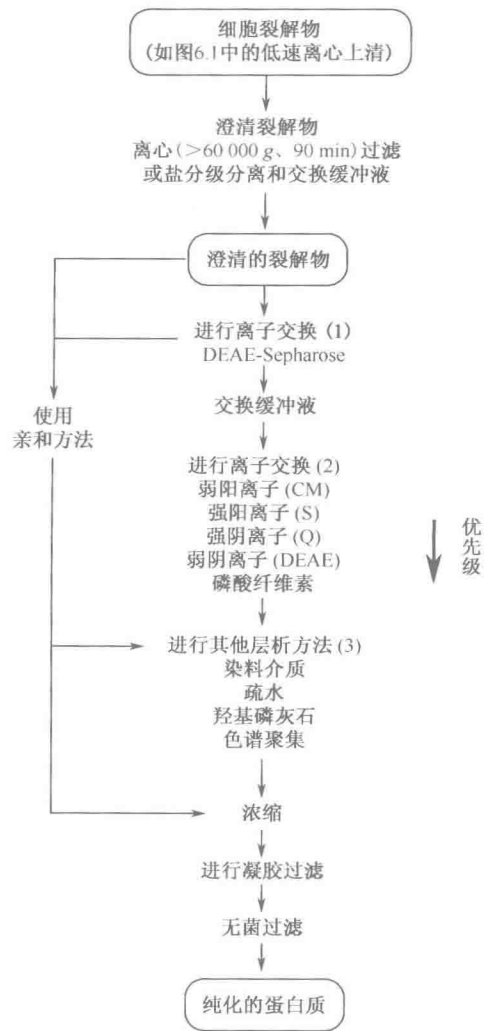 细胞裂解物
(如图6.1中的低速离心上清)
澄清裂解物
离心(＞60 000 g、90 min)过滤
或盐分级分离和交换缓冲液
澄清的裂解物
进行离子交换 (1)
DEAE-Sepharose
使用
亲和方法
交换缓冲液
进行离子交换 (2)
弱阳离子 (CM)
强阳离子 (S)
强阴离子 (Q)
弱阴离子 (DEAE)
磷酸纤维素
优先级
进行其他层析方法 (3)
染料介质
疏水
羟基磷灰石
色谱聚集
浓缩
进行凝胶过滤
无菌过滤
纯化的蛋白质